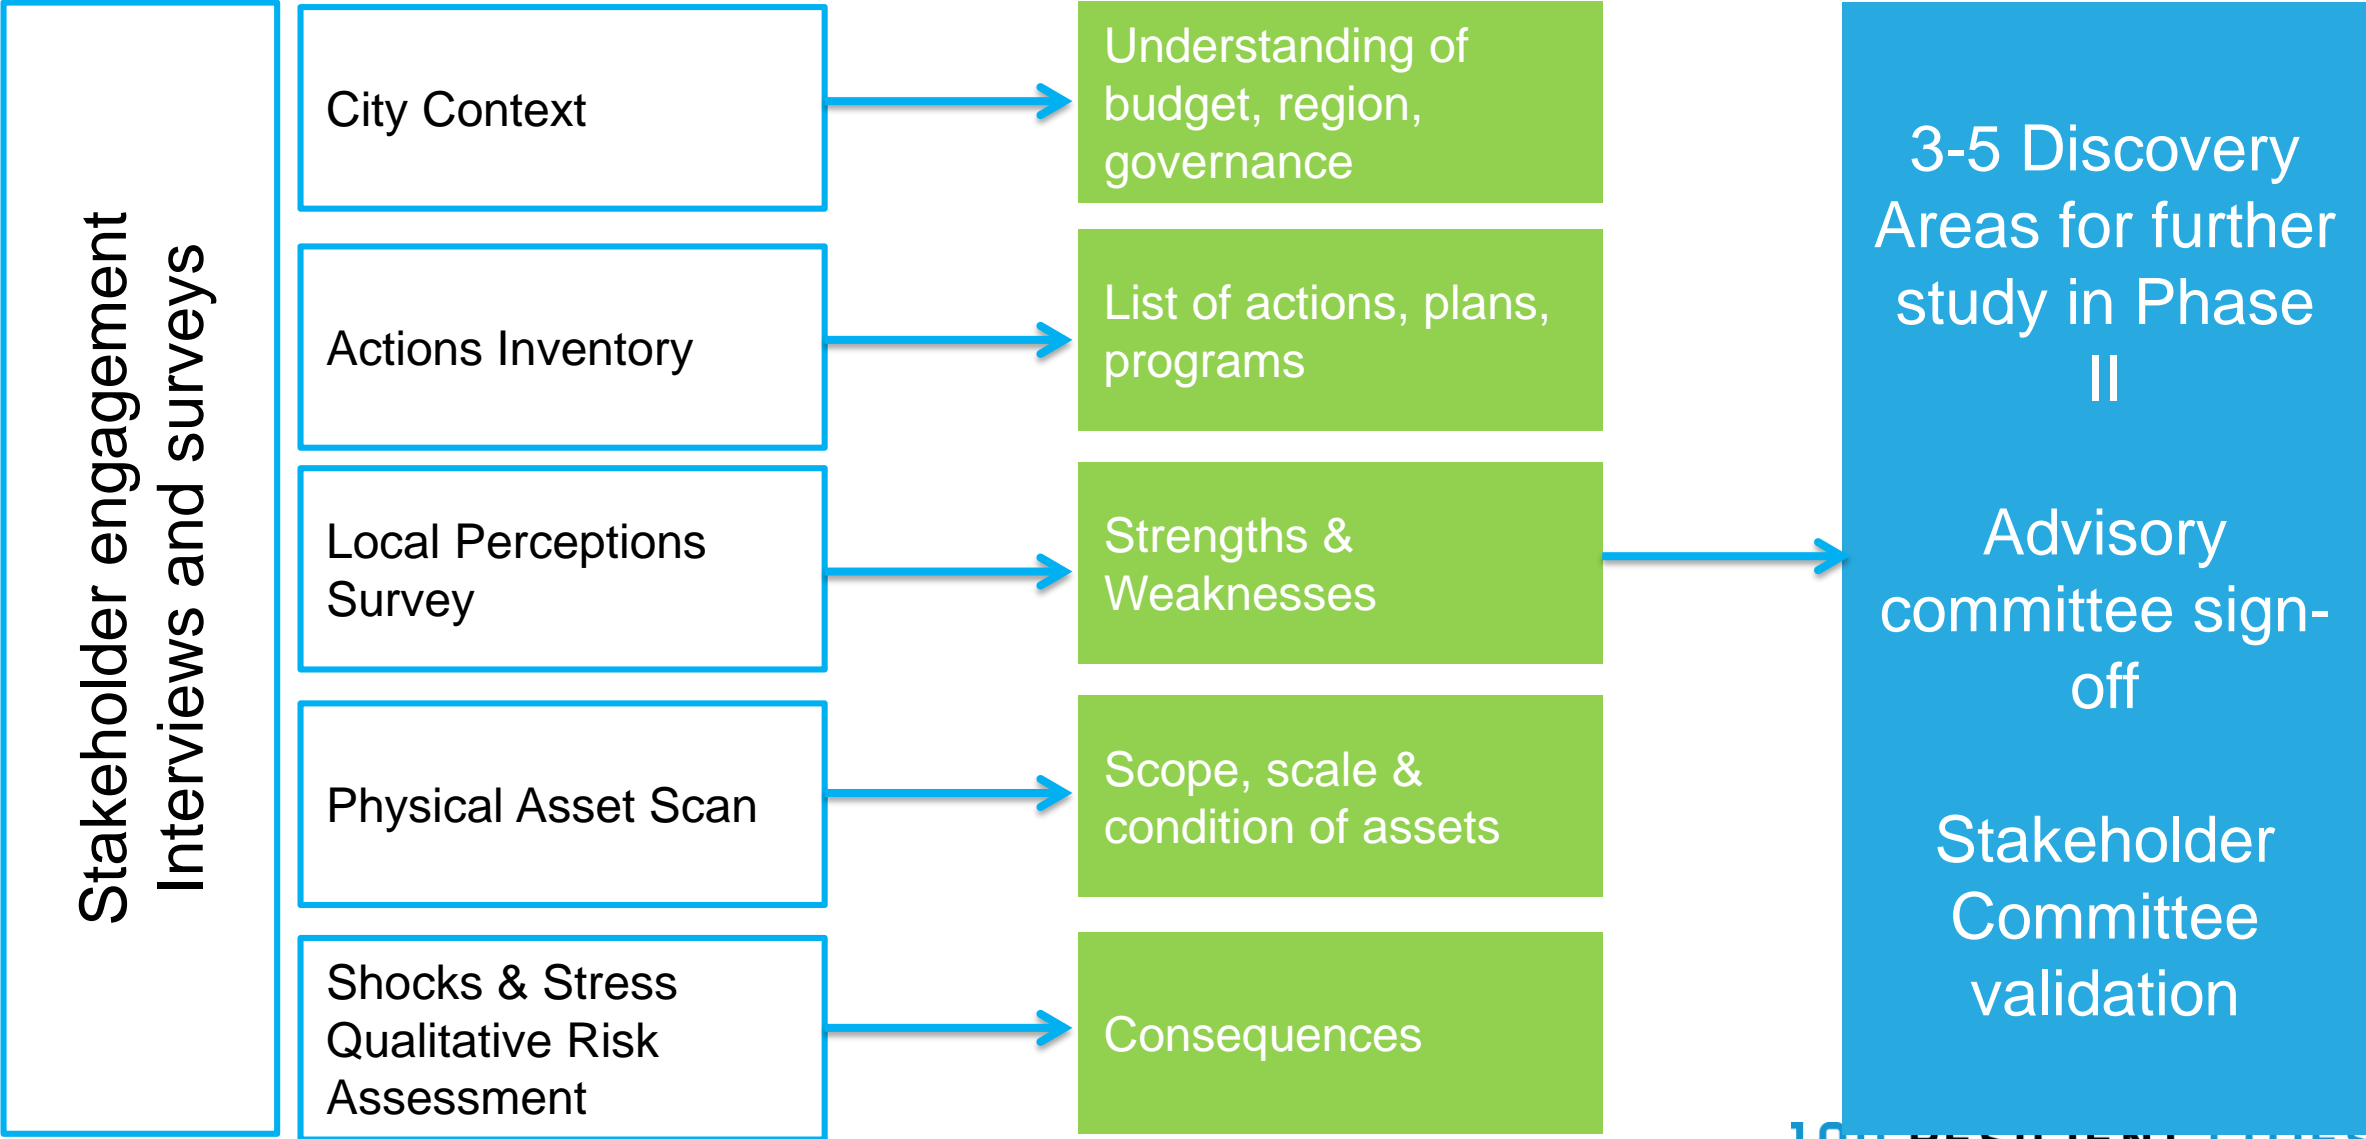 Stakeholder engagement
Interviews and surveys
City Context
Understanding of
budget, region,
governance
Actions Inventory
List of actions, plans,
programs
Local Perceptions
Survey
Strengths &
Weaknesses
Physical Asset Scan
Scope, scale &
condition of assets
Shocks & Stress
Qualitative Risk
Assessment
Consequences
3-5 Discovery
Areas for further
study in Phase
II
Advisory
committee sign-
off
Stakeholder
Committee
validation